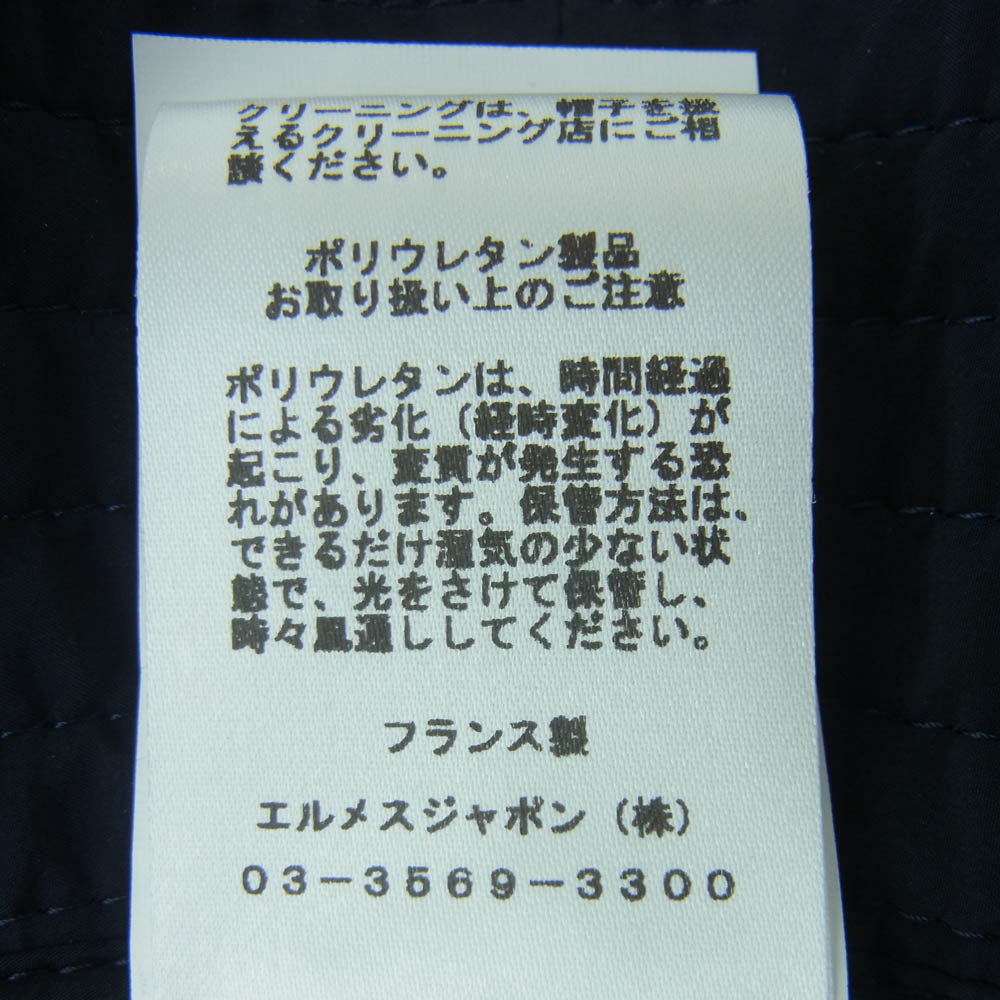 クリーニングは、帽子を扱
えるクリーニング店にご相
談ください。
ポリウレタン製品
お取り扱い上のご注意
ポリウレタンは、時間経過
による劣化（経時変化）が
起こり、変質が発生する恐
れがあります。保管方法は、
できるだけ湿気の少ない状
態で、光をさけて保管し、
時々風通ししてください。
フランス製
エルメスジャポン（株）
03-3569-3300